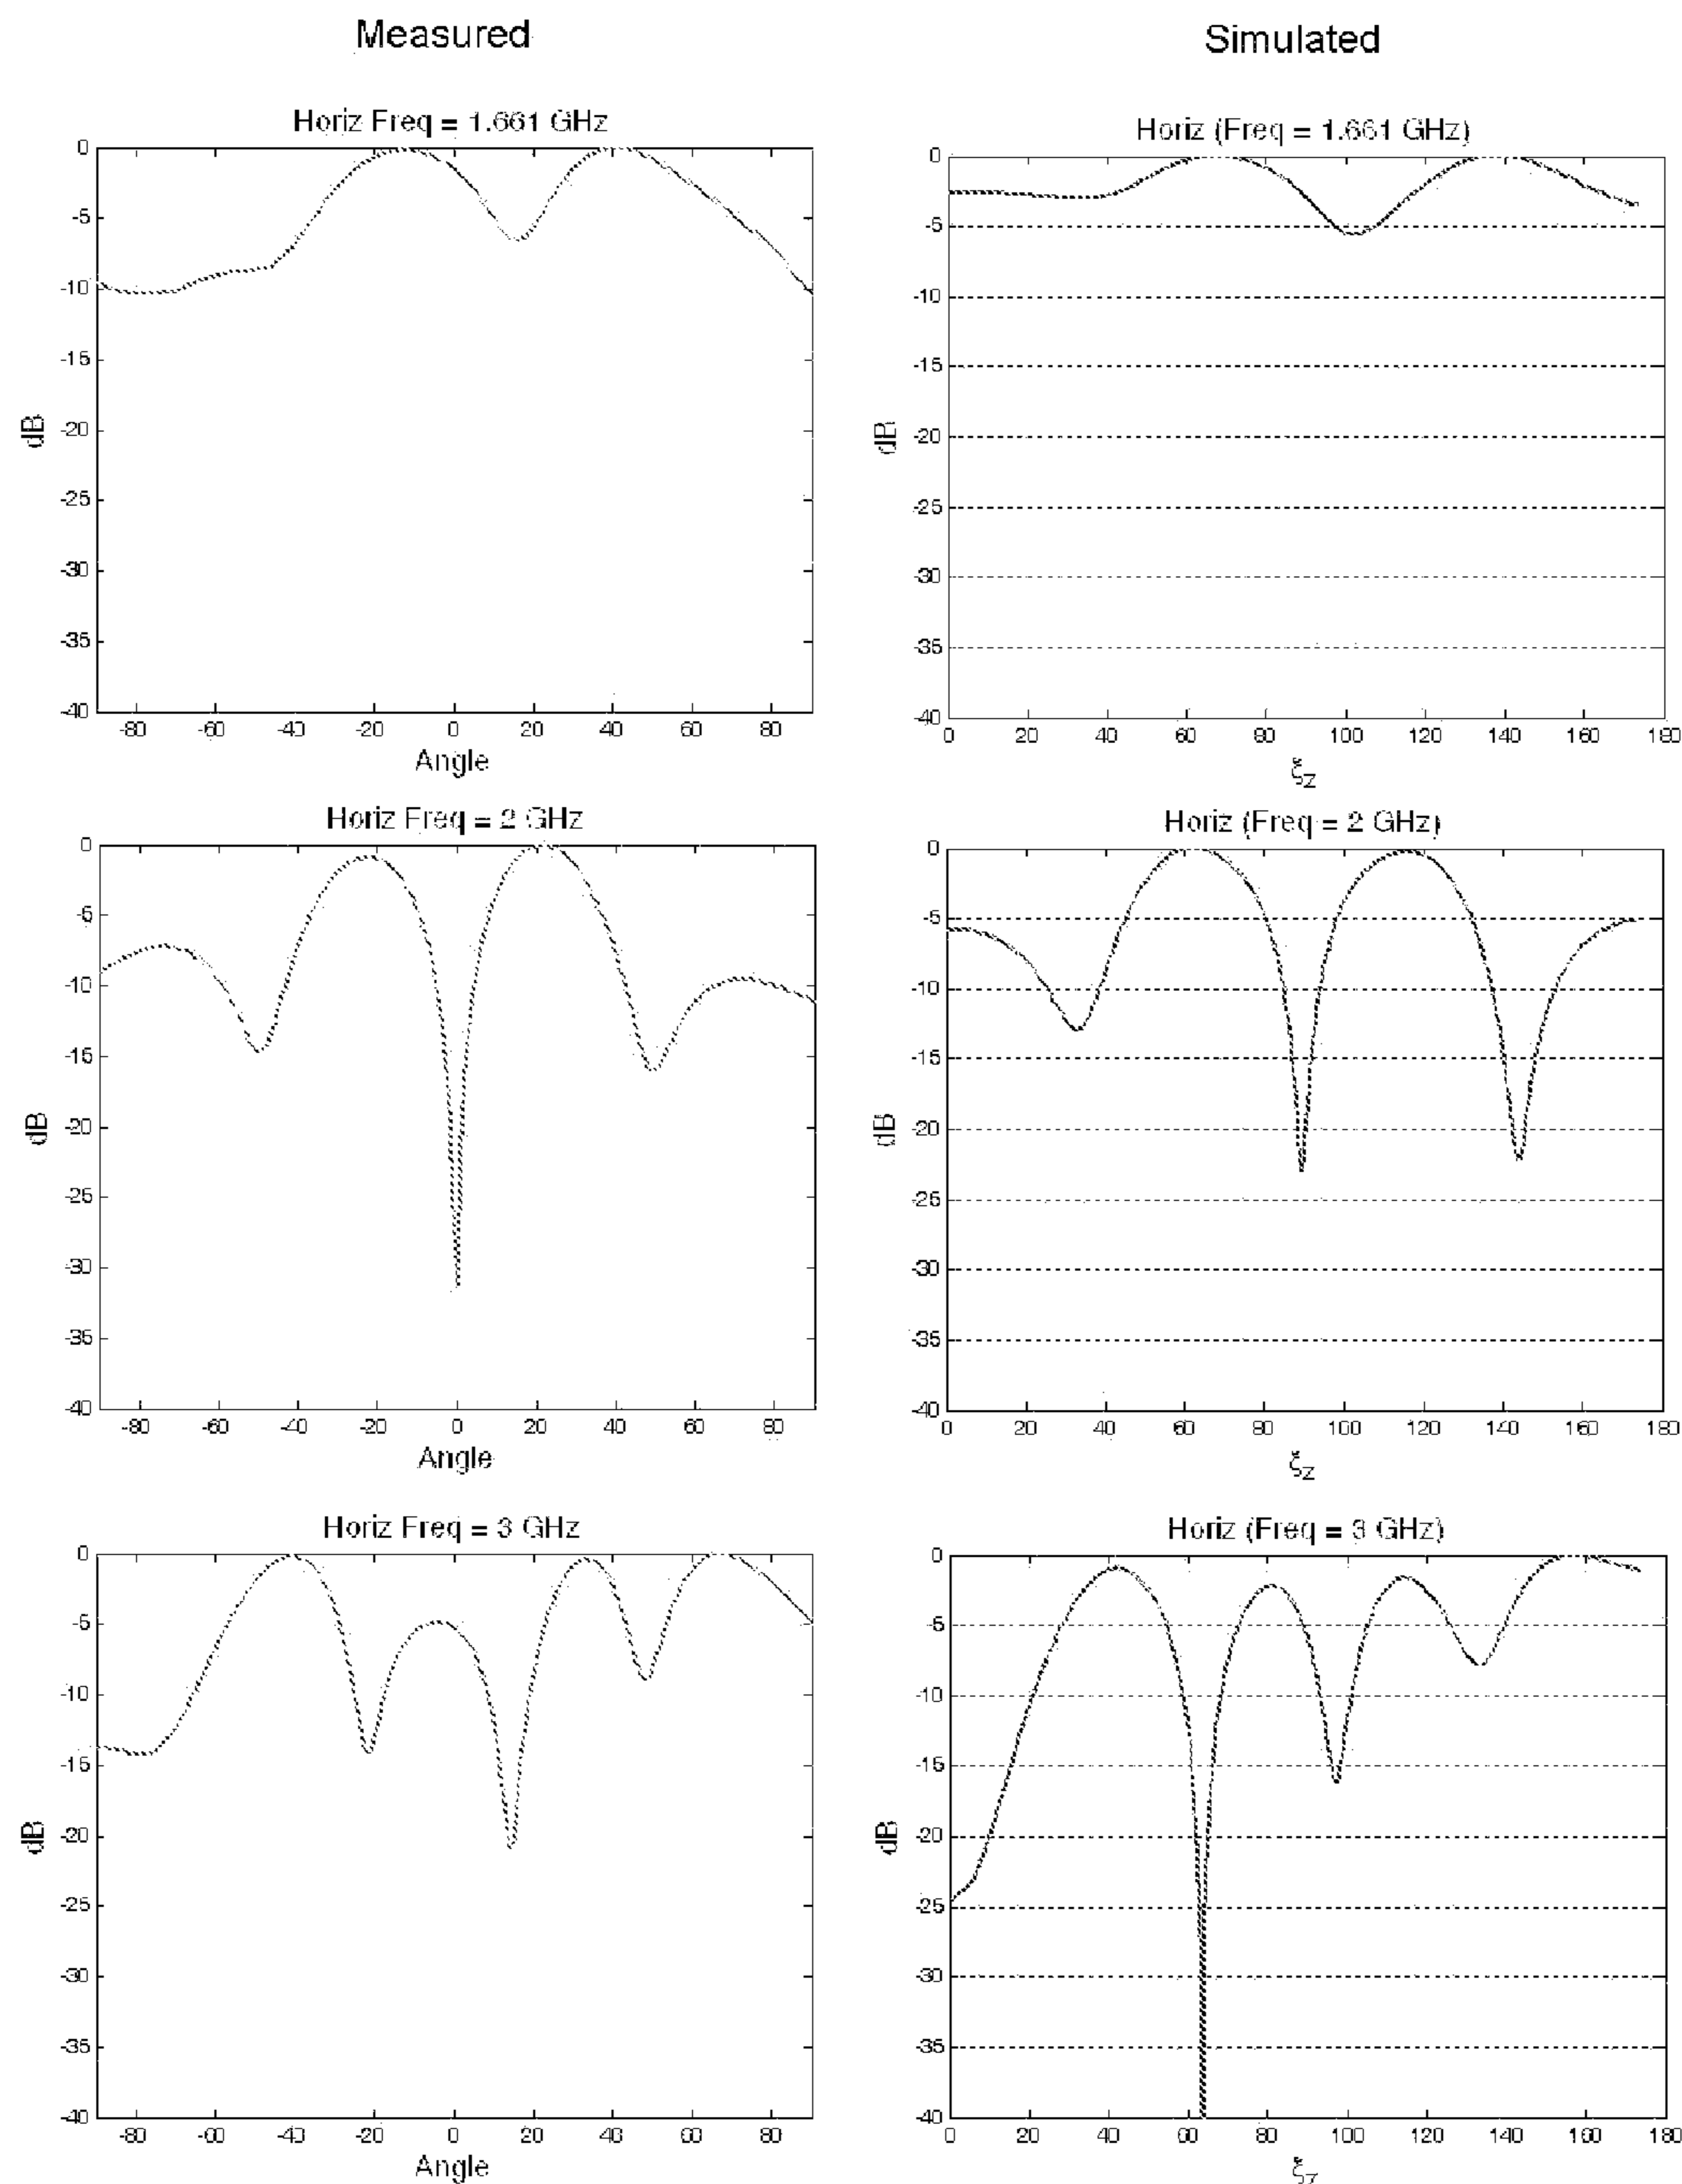 Measured
Simulated
Horiz Freq = 1.661 GHz
0
-5
-10
-15
-20
-25
-30
-35
-40
dB
-80 -60 -40 -20 0 20 40 60 80
Angle
Horiz (Freq = 1.661 GHz)
0
-5
-10
-15
-20
-25
-30
-35
-40
dB
0 20 40 60 80 100 120 140 160 180
ξz
Horiz Freq = 2 GHz
0
-5
-10
-15
-20
-25
-30
-35
-40
dB
-80 -60 -40 -20 0 20 40 60 80
Angle
Horiz (Freq = 2 GHz)
0
-5
-10
-15
-20
-25
-30
-35
-40
dB
0 20 40 60 80 100 120 140 160 180
ξz
Horiz Freq = 3 GHz
0
-5
-10
-15
-20
-25
-30
-35
-40
dB
-80 -60 -40 -20 0 20 40 60 80
Angle
Horiz (Freq = 3 GHz)
0
-5
-10
-15
-20
-25
-30
-35
-40
dB
0 20 40 60 80 100 120 140 160 180
ξz